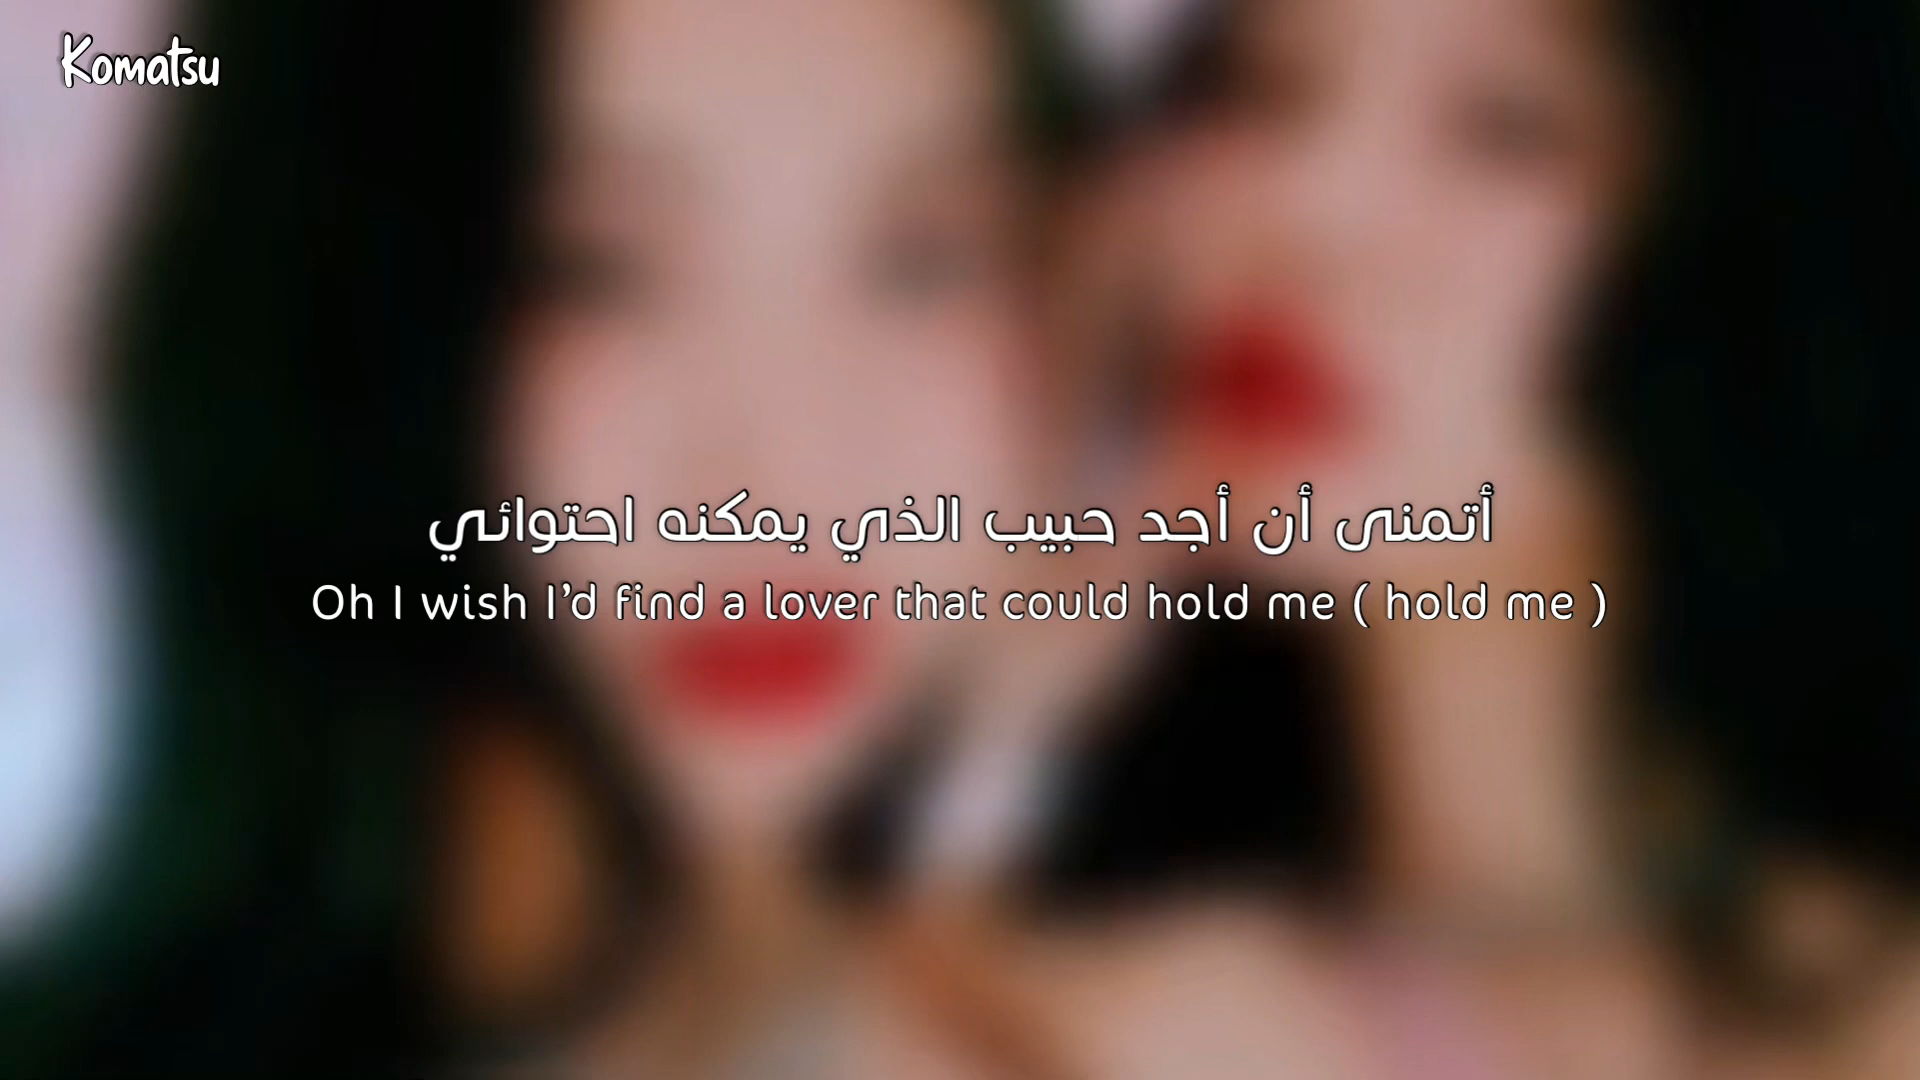 Komatsu
أتمنى أن أجد حبيب الذي يمكنه احتوائي
Oh I wish I’d find a lover that could hold me ( hold me )